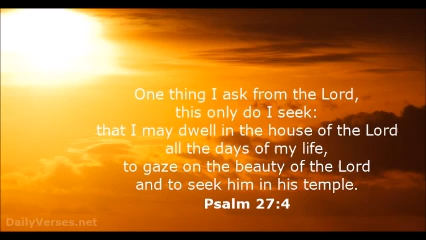 One thing I ask from the Lord,
this only do I seek:
that I may dwell in the house of the Lord
all the days of my life,
to gaze on the beauty of the Lord
and to seek him in his temple.
Psalm 27:4
DailyVerses.net